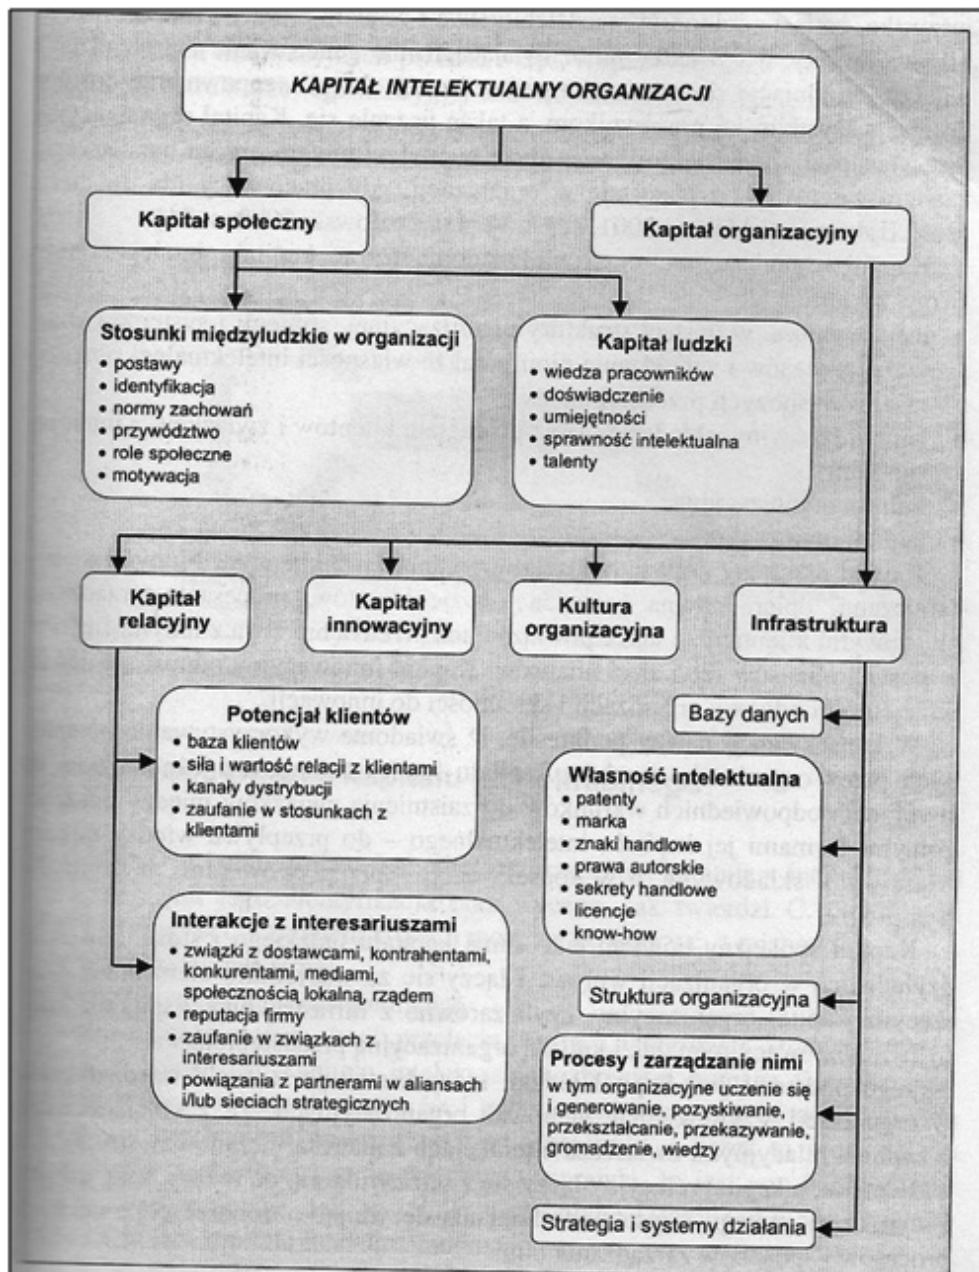 KAPITAŁ INTELEKTUALNY ORGANIZACJI
Kapitał społeczny
Kapitał organizacyjny
Stosunki międzyludzkie w organizacji
• postawy
• identyfikacja
• normy zachowań
• przywództwo
• role społeczne
• motywacja
Kapitał ludzki
• wiedza pracowników
• doświadczenie
• umiejętności
• sprawność intelektualna
• talenty
Kapitał
relacyjny
Kapitał
innowacyjny
Kultura
organizacyjna
Infrastruktura
Potencjał klientów
• baza klientów
• siła i wartość relacji z klientami
• kanały dystrybucji
• zaufanie w stosunkach z
klientami
Interakcje z interesariuszami
• związki z dostawcami, kontrahentami,
konkurentami, mediami,
społecznością lokalną, rządem
• reputacja firmy
• zaufanie w związkach z
interesariuszami
• powiązania z partnerami w aliansach
i/lub sieciach strategicznych
Bazy danych
Własność intelektualna
• patenty
• marka
• znaki handlowe
• prawa autorskie
• sekrety handlowe
• licencje
• know-how
Struktura organizacyjna
Procesy i zarządzanie nimi
w tym organizacyjne uczenie się
i generowanie, pozyskiwanie,
przekształcanie, przekazywanie,
gromadzenie, wiedzy
Strategia i systemy działania